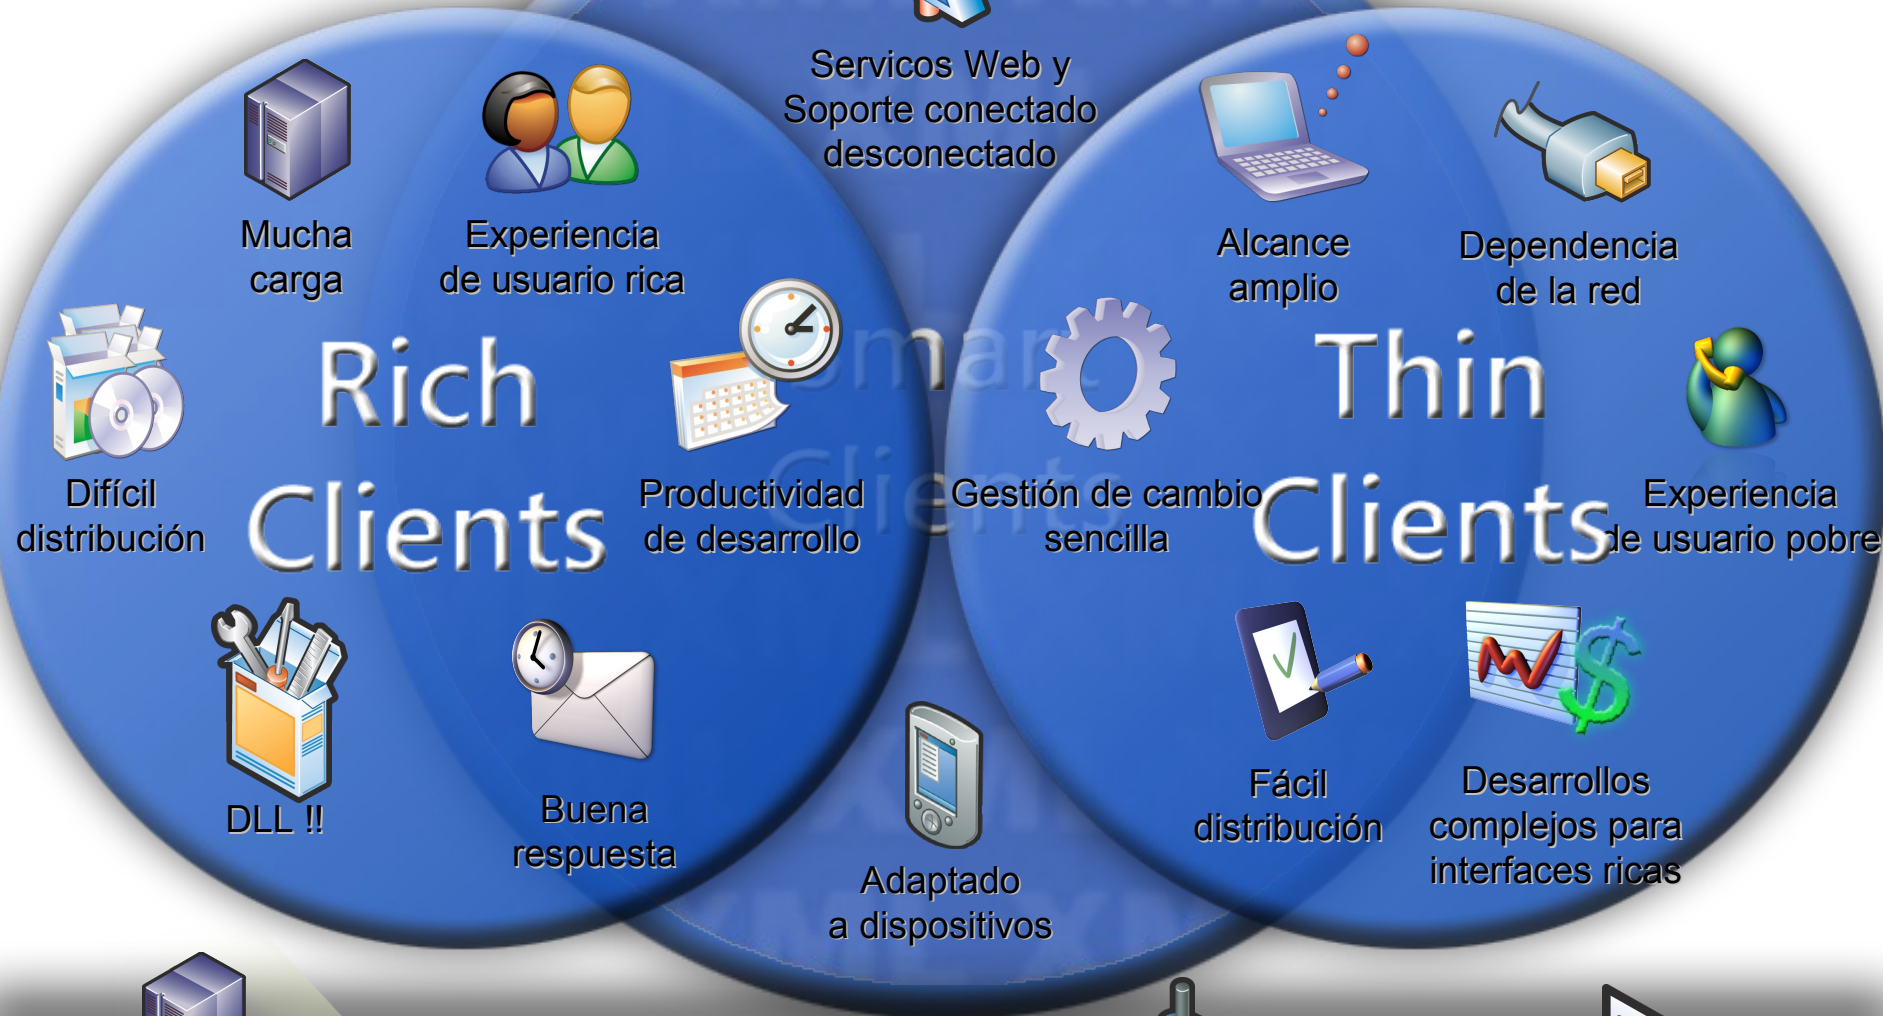 Servicos Web y
Soporte conectado
desconectado
Mucha
carga
Experiencia
de usuario rica
Alcance
amplio
Dependencia
de la red
Rich
Clients
Smart
Clients
Thin
Clients
Difícil
distribución
Productividad
de desarrollo
Gestión de cambio
sencilla
Experiencia
de usuario pobre
DLL !!
Buena
respuesta
Adaptado
a dispositivos
Fácil
distribución
Desarrollos
complejos para
interfaces ricas